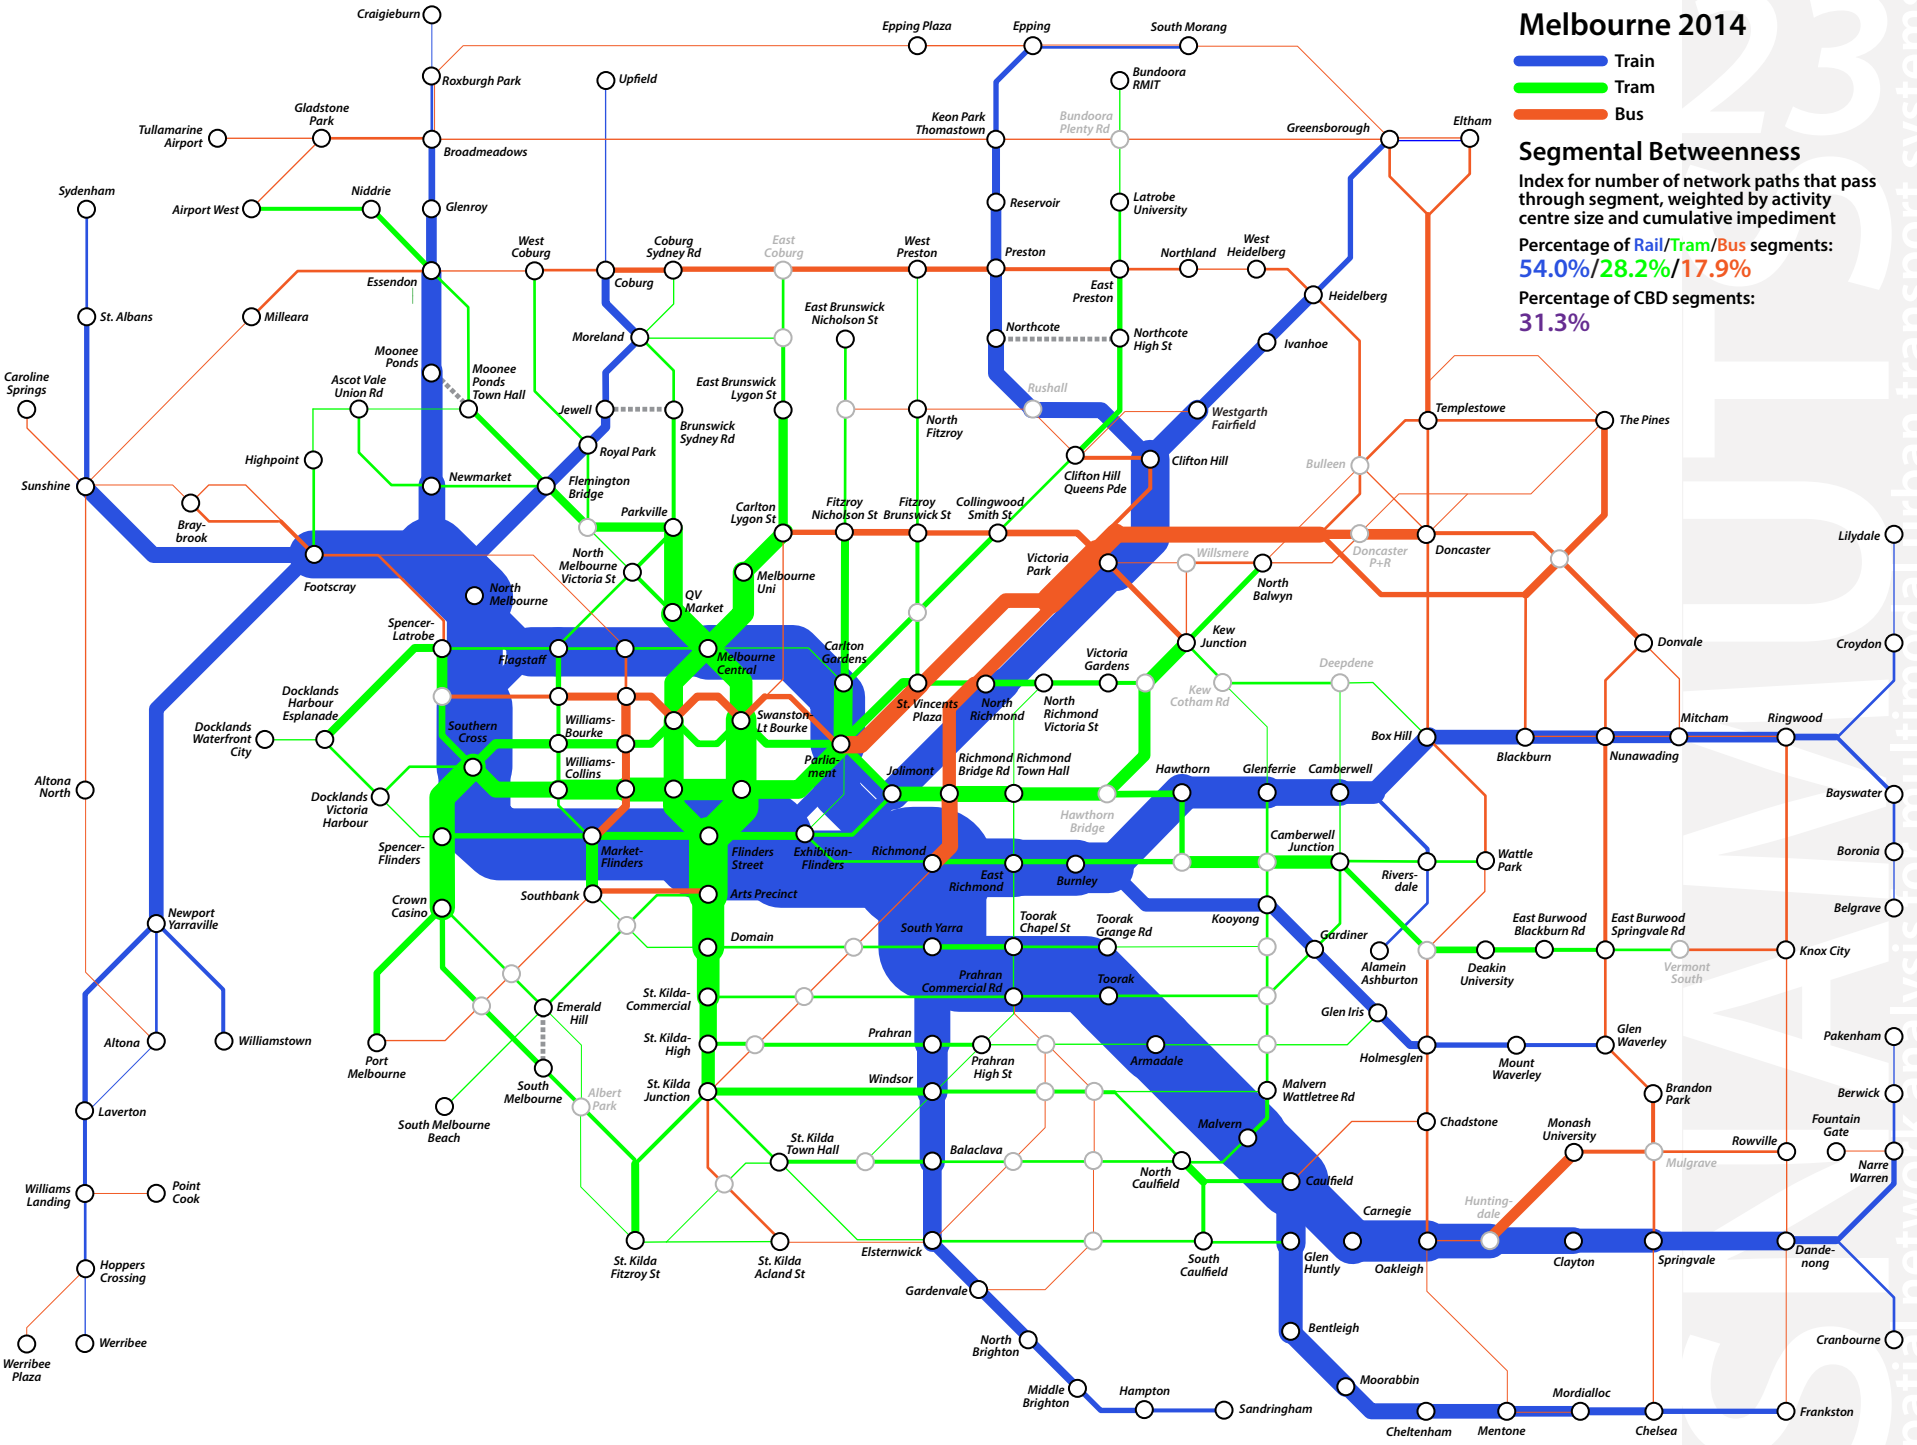 Melbourne 2014
Train
Tram
Bus
Segmental Betweenness
Index for number of network paths that pass
through segment, weighted by activity
centre size and cumulative impediment
Percentage of Rail/Tram/Bus segments:
54.0%/28.2%/17.9%
Percentage of CBD segments:
31.3%
23
Craigieburn
Roxburgh Park
Upfield
Epping Plaza
Epping
South Morang
Bundoora
RMIT
Gladstone
Park
Tullamarine
Airport
Broadmeadows
Keon Park
Thomastown
Bundoora
Plenty Rd
Greensborough
Eltham
Sydenham
Airport West
Niddrie
Glenroy
Reservoir
Latrobe
University
West
Coburg
Coburg
Sydney Rd
East
Coburg
West
Preston
Preston
Northland
West
Heidelberg
Essendon
Coburg
East
Preston
Heidelberg
St. Albans
Milleara
Moreland
East Brunswick
Nicholson St
Northcote
Northcote
High St
Ivanhoe
Caroline
Springs
Moonee
Ponds
Ascot Vale
Union Rd
Moonee
Ponds
Town Hall
Jewell
Brunswick
Sydney Rd
East Brunswick
Lygon St
North
Fitzroy
Rushall
Westgarth
Fairfield
Templestowe
The Pines
Highpoint
Royal Park
Clifton Hill
Queens Pde
Clifton Hill
Bulleen
Sunshine
Newmarket
Flemington
Bridge
Bray-
brook
Parkville
Carlton
Lygon St
Fitzroy
Nicholson St
Fitzroy
Brunswick St
Collingwood
Smith St
Footscray
North
Melbourne
North
Melbourne
Victoria St
Melbourne
Uni
QV
Market
Victoria
Park
Willsmere
North
Balwyn
Doncaster
P+R
Doncaster
Lilydale
Spencer-
Latrobe
Flagstaff
Melbourne
Central
Carlton
Gardens
Victoria
Gardens
Kew
Junction
Deepdene
Donvale
Croydon
Docklands
Harbour
Esplanade
Docklands
Waterfront
City
Southern
Cross
Williams-
Bourke
Swanston-
Lt Bourke
St. Vincents
Plaza
North
Richmond
North
Richmond
Victoria St
Kew
Cotham Rd
Box Hill
Blackburn
Nunawading
Mitcham
Ringwood
Altona
North
Docklands
Victoria
Harbour
Williams-
Collins
Parlia-
ment
Jolimont
Richmond
Bridge Rd
Richmond
Town Hall
Hawthorn
Bridge
Hawthorn
Glenferrie
Camberwell
Bayswater
Spencer-
Flinders
Market-
Flinders
Flinders
Street
Exhibition-
Flinders
Richmond
East
Richmond
Burnley
Camberwell
Junction
Rivers-
dale
Wattle
Park
Boronia
Crown
Casino
Southbank
Arts Precinct
Kooyong
Belgrave
Newport
Yarraville
Domain
South Yarra
Toorak
Chapel St
Toorak
Grange Rd
Gardiner
Alamein
Ashburton
Deakin
University
East Burwood
Blackburn Rd
East Burwood
Springvale Rd
Vermont
South
Knox City
St. Kilda-
Commercial
Prahran
Commercial Rd
Toorak
Glen Iris
Altona
Williamstown
Port
Melbourne
Emerald
Hill
St. Kilda-
High
Prahran
Prahran
High St
Armadale
Holmesglen
Mount
Waverley
Glen
Waverley
Pakenham
Laverton
South Melbourne
Beach
South
Melbourne
Albert
Park
St. Kilda
Junction
Windsor
Malvern
Wattletree Rd
Brandon
Park
Berwick
Chadstone
Monash
University
Mulgrave
Rowville
Fountain
Gate
Narre
Warren
Williams
Landing
Point
Cook
St. Kilda
Town Hall
Balaclava
North
Caulfield
Malvern
Caulfield
Hoppers
Crossing
St. Kilda
Fitzroy St
St. Kilda
Acland St
Elsternwick
South
Caulfield
Glen
Huntly
Carnegie
Oakleigh
Hunting-
dale
Clayton
Springvale
Dande-
nong
Gardenvale
Werribee
Plaza
Werribee
North
Brighton
Bentleigh
Cranbourne
Middle
Brighton
Hampton
Sandringham
Moorabbin
Cheltenham
Mentone
Mordialloc
Chelsea
Frankston